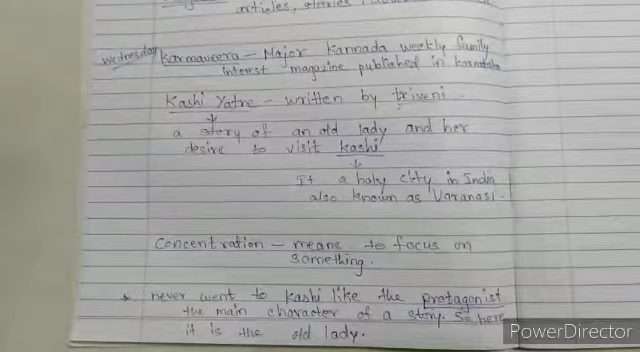 articles, stories,
wednesday Karmaveera – Major Kannada weekly family
interest magazine published in Karnataka
Kashi Yatre – written by triveni.
a story of an old lady and her
desire to visit kashi
It a holy city in India
also known as Varanasi.
Concentration – means to focus on
something.
* never went to kashi like the protagonist
the main character of a story. So here
it is the old lady.
PowerDirector